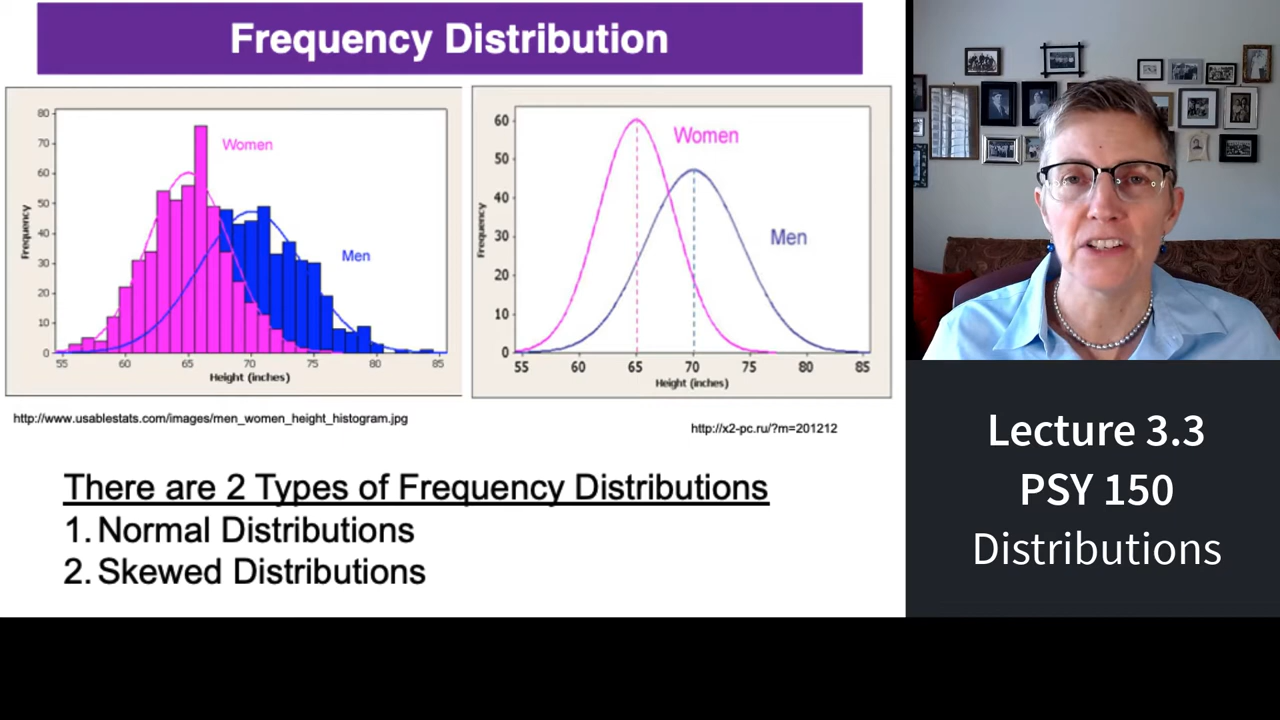 Frequency Distribution
80
70
60
50
40
30
20
10
0
Frequency
Women
Men
55 60 65 70 75 80 85
Height (inches)
60
50
40
30
20
10
0
Frequency
Women
Men
55 60 65 70 75 80 85
Height (inches)
http://www.usablestats.com/images/men_women_height_histogram.jpg
http://x2-pc.ru/?m=201212
There are 2 Types of Frequency Distributions
1. Normal Distributions
2. Skewed Distributions
Lecture 3.3
PSY 150
Distributions